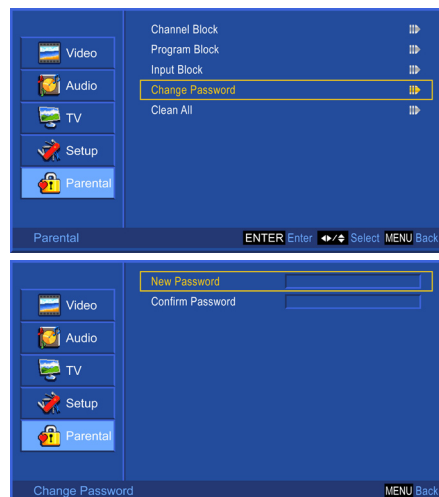 Channel Block
Program Block
Input Block
Change Password
Clean All
Video
Audio
TV
Setup
Parental
Parental ENTER Enter / Select MENU Back
New Password
Confirm Password
Video
Audio
TV
Setup
Parental
Change Password MENU Back